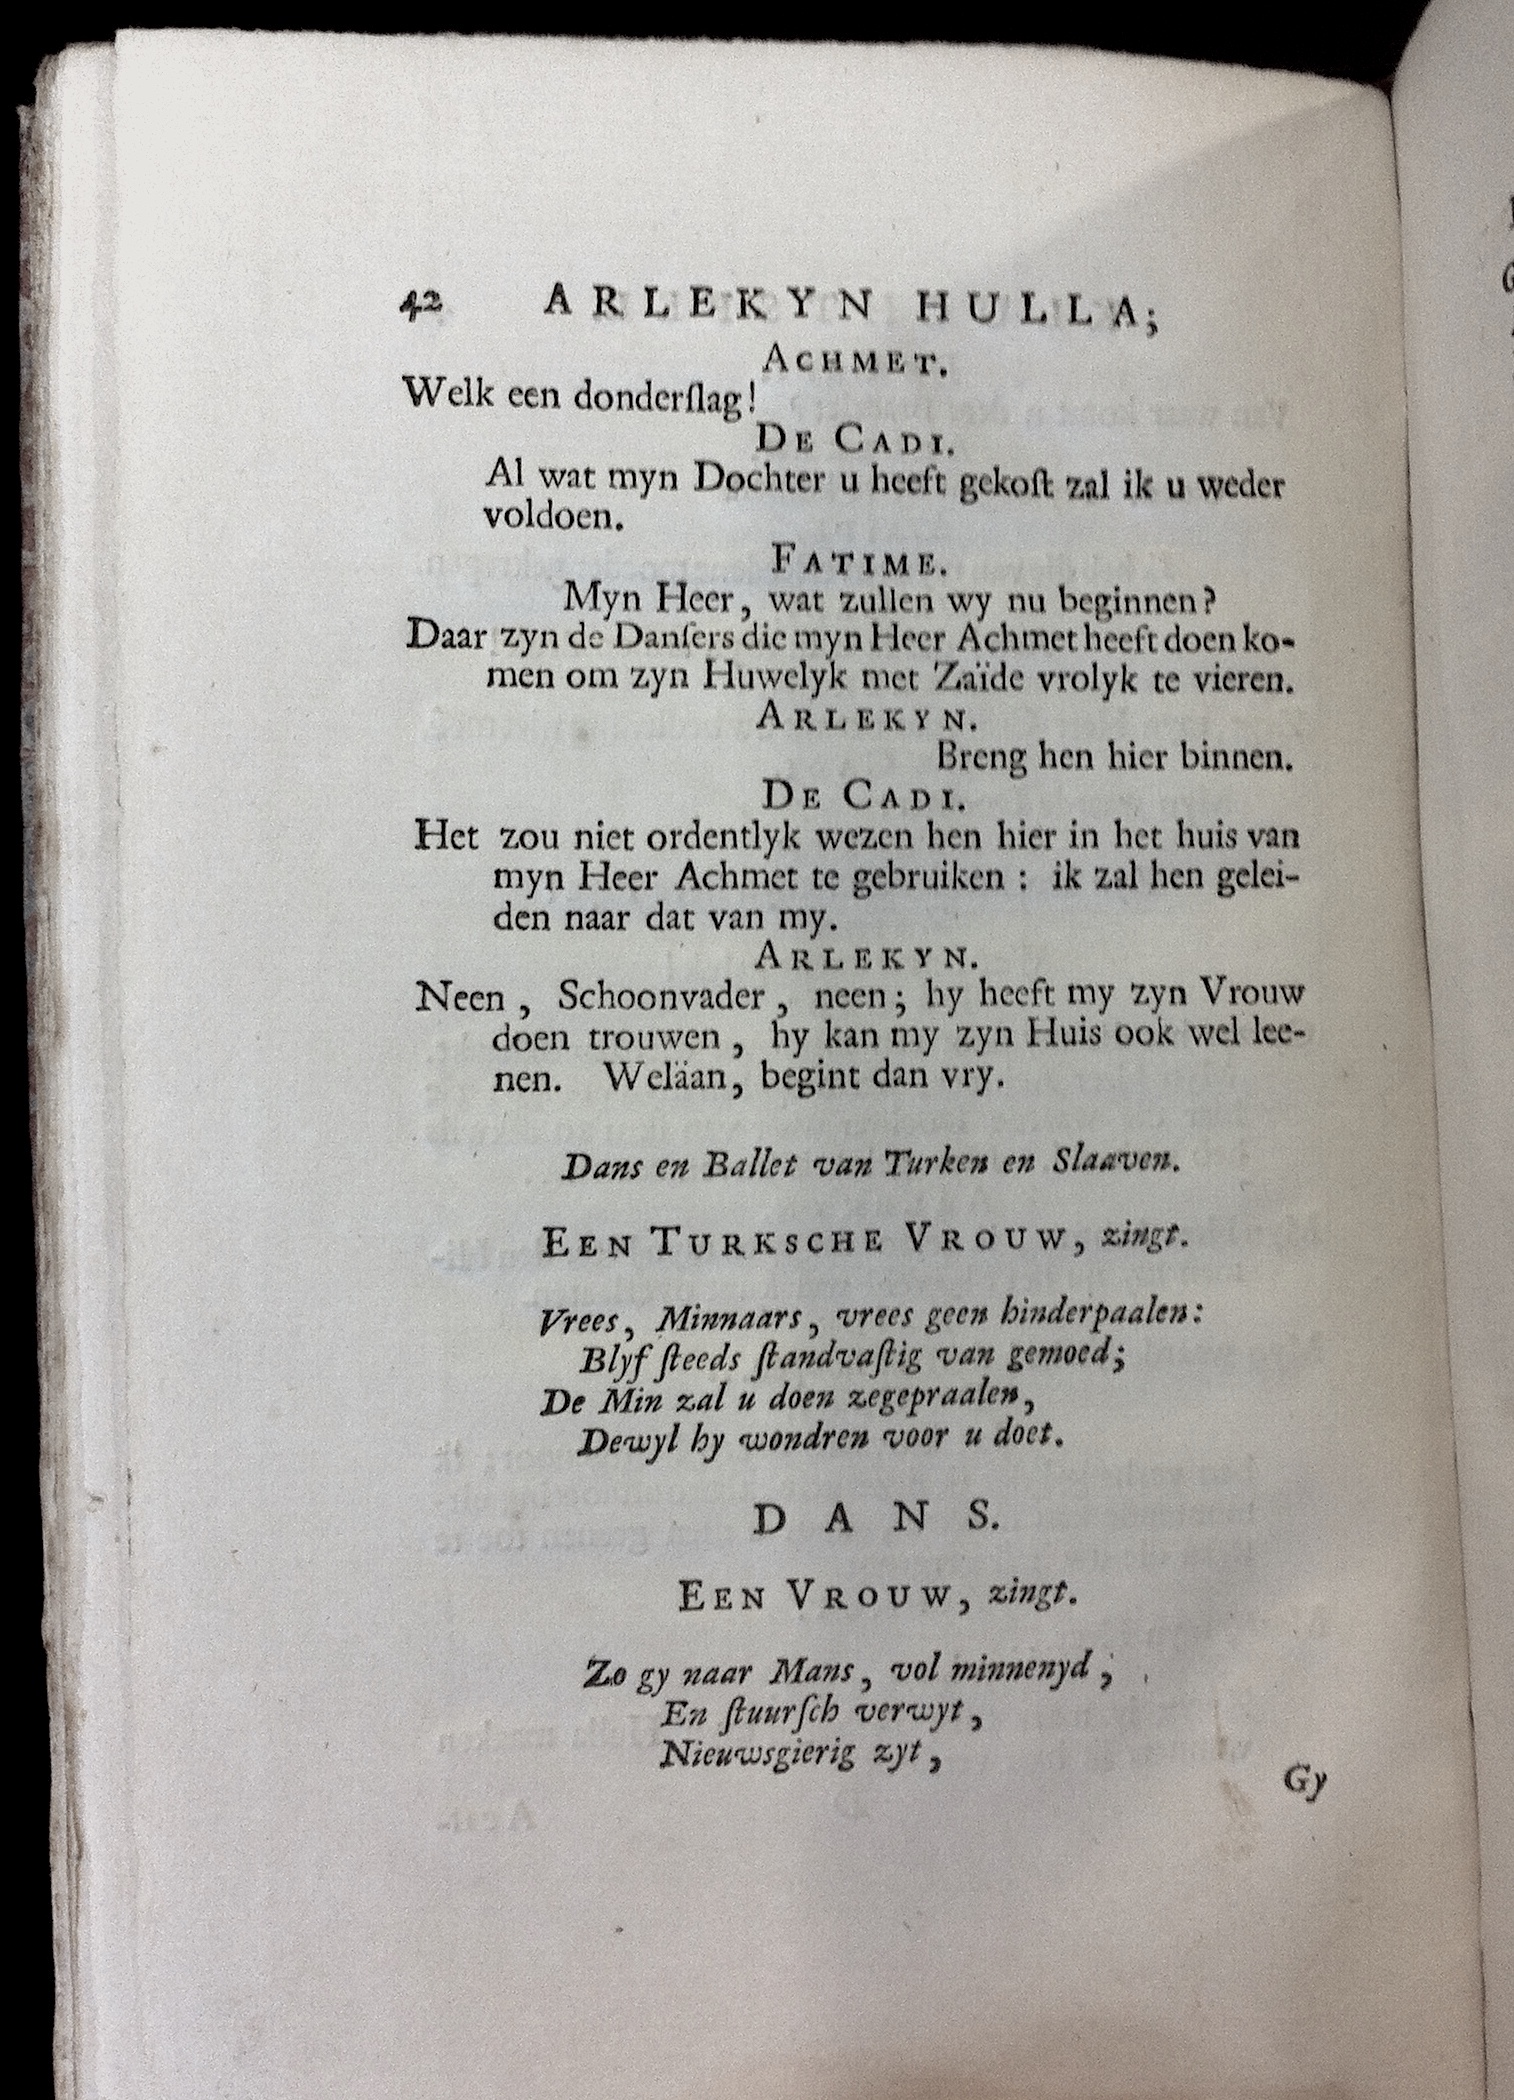 42 ARLEKYN HULLA;
ACHMET.
Welk een donderſlag!
DE CADI.
Al wat myn Dochter u heeft gekoſt zal ik u weder
voldoen.
FATIME.
Myn Heer, wat zullen wy nu beginnen?
Daar zyn de Danſers die myn Heer Achmet heeft doen ko-
men om zyn Huwelyk met Zaïde vrolyk te vieren.
ARLEKYN.
Breng hen hier binnen.
DE CADI.
Het zou niet ordentlyk wezen hen hier in het huis van
myn Heer Achmet te gebruiken: ik zal hen gelei-
den naar dat van my.
ARLEKYN.
Neen, Schoonvader, neen; hy heeft my zyn Vrouw
doen trouwen, hy kan my zyn Huis ook wel lee-
nen. Weläan, begint dan vry.
Dans en Ballet van Turken en Slaaven.
EEN TURKSCHE VROUW, zingt.
Vrees, Minnaars, vrees geen hinderpaalen:
Blyf ſteeds ſtandvaſtig van gemoed;
De Min zal u doen zegepraalen,
Dewyl hy wondren voor u doet.
DANS.
EEN VROUW, zingt.
Zo gy naar Mans, vol minnenyd,
En ſtuurſch verwyt,
Nieuwsgierig zyt,
Gy